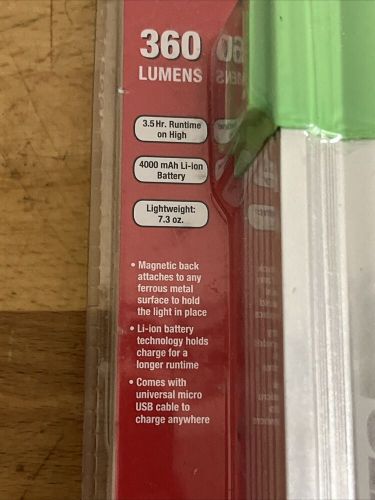 360
LUMENS
3.5 Hr. Runtime
on High
4000 mAh Li-ion
Battery
Lightweight:
7.3 oz.
• Magnetic back
attaches to any
ferrous metal
surface to hold
the light in place
• Li-ion battery
technology holds
charge for a
longer runtime
• Comes with
universal micro
USB cable to
charge anywhere